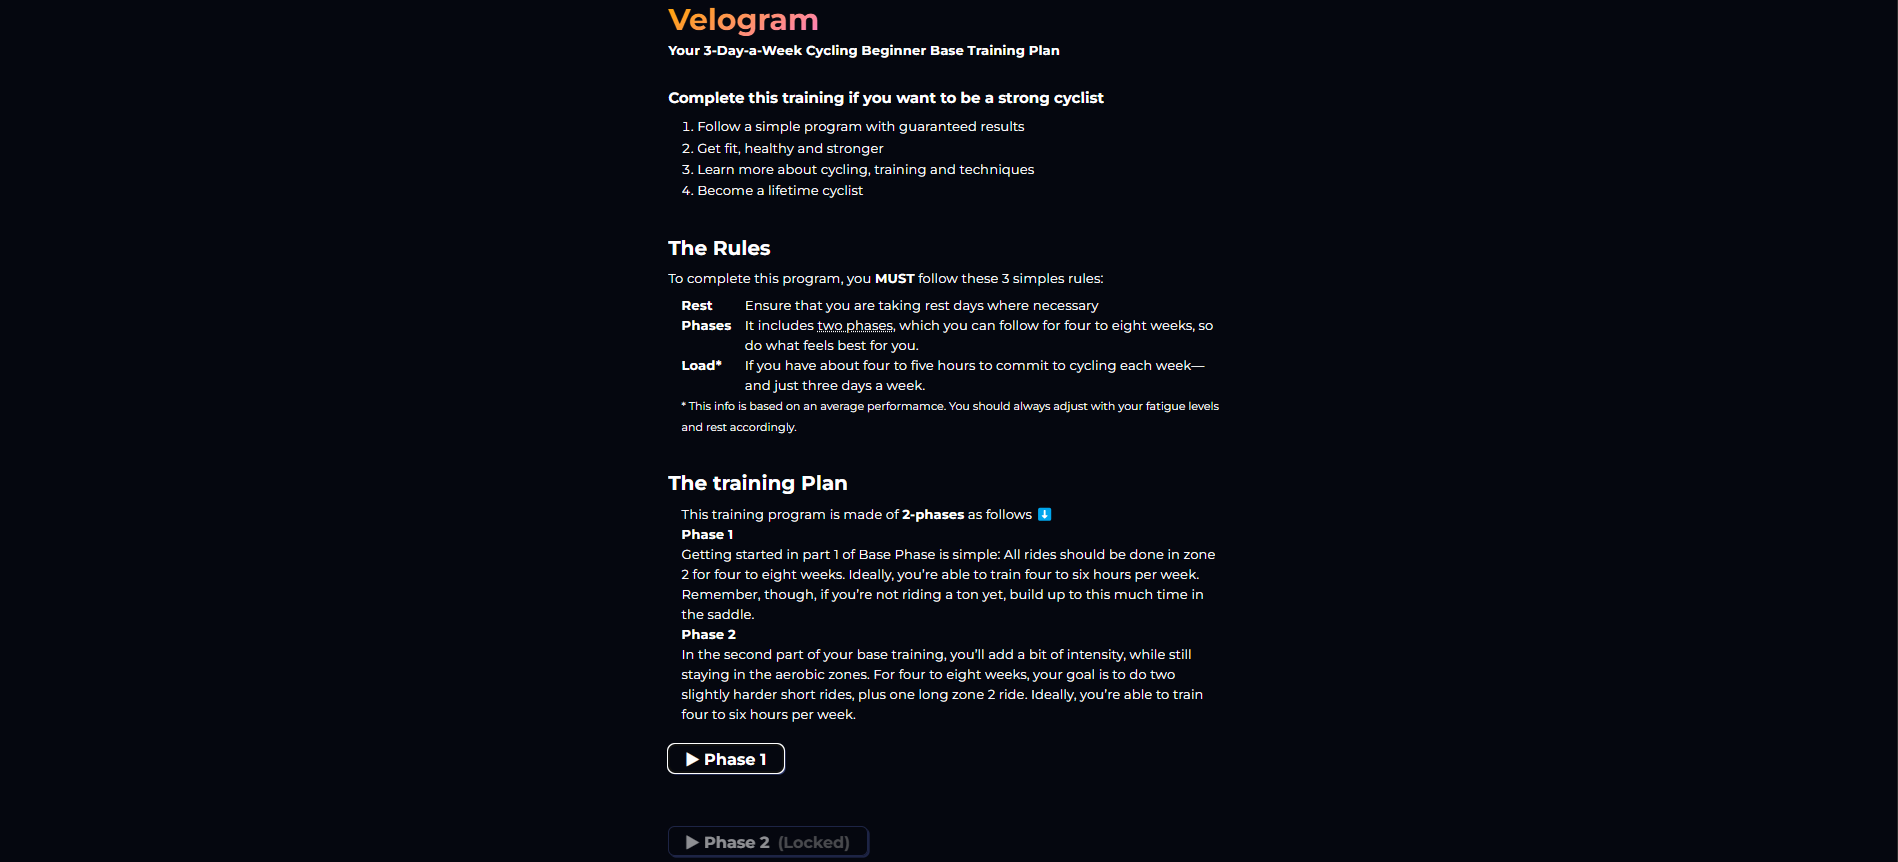 Velogram
Your 3-Day-a-Week Cycling Beginner Base Training Plan
Complete this training if you want to be a strong cyclist
1. Follow a simple program with guaranteed results
2. Get fit, healthy and stronger
3. Learn more about cycling, training and techniques
4. Become a lifetime cyclist
The Rules
To complete this program, you MUST follow these 3 simples rules:
Rest Ensure that you are taking rest days where necessary
Phases It includes two phases, which you can follow for four to eight weeks, so
do what feels best for you.
Load* If you have about four to five hours to commit to cycling each week—
and just three days a week.
* This info is based on an average performamce. You should always adjust with your fatigue levels
and rest accordingly.
The training Plan
This training program is made of 2-phases as follows ⬇️
Phase 1
Getting started in part 1 of Base Phase is simple: All rides should be done in zone
2 for four to eight weeks. Ideally, you’re able to train four to six hours per week.
Remember, though, if you’re not riding a ton yet, build up to this much time in
the saddle.
Phase 2
In the second part of your base training, you’ll add a bit of intensity, while still
staying in the aerobic zones. For four to eight weeks, your goal is to do two
slightly harder short rides, plus one long zone 2 ride. Ideally, you’re able to train
four to six hours per week.
▶ Phase 1
▶ Phase 2 (Locked)